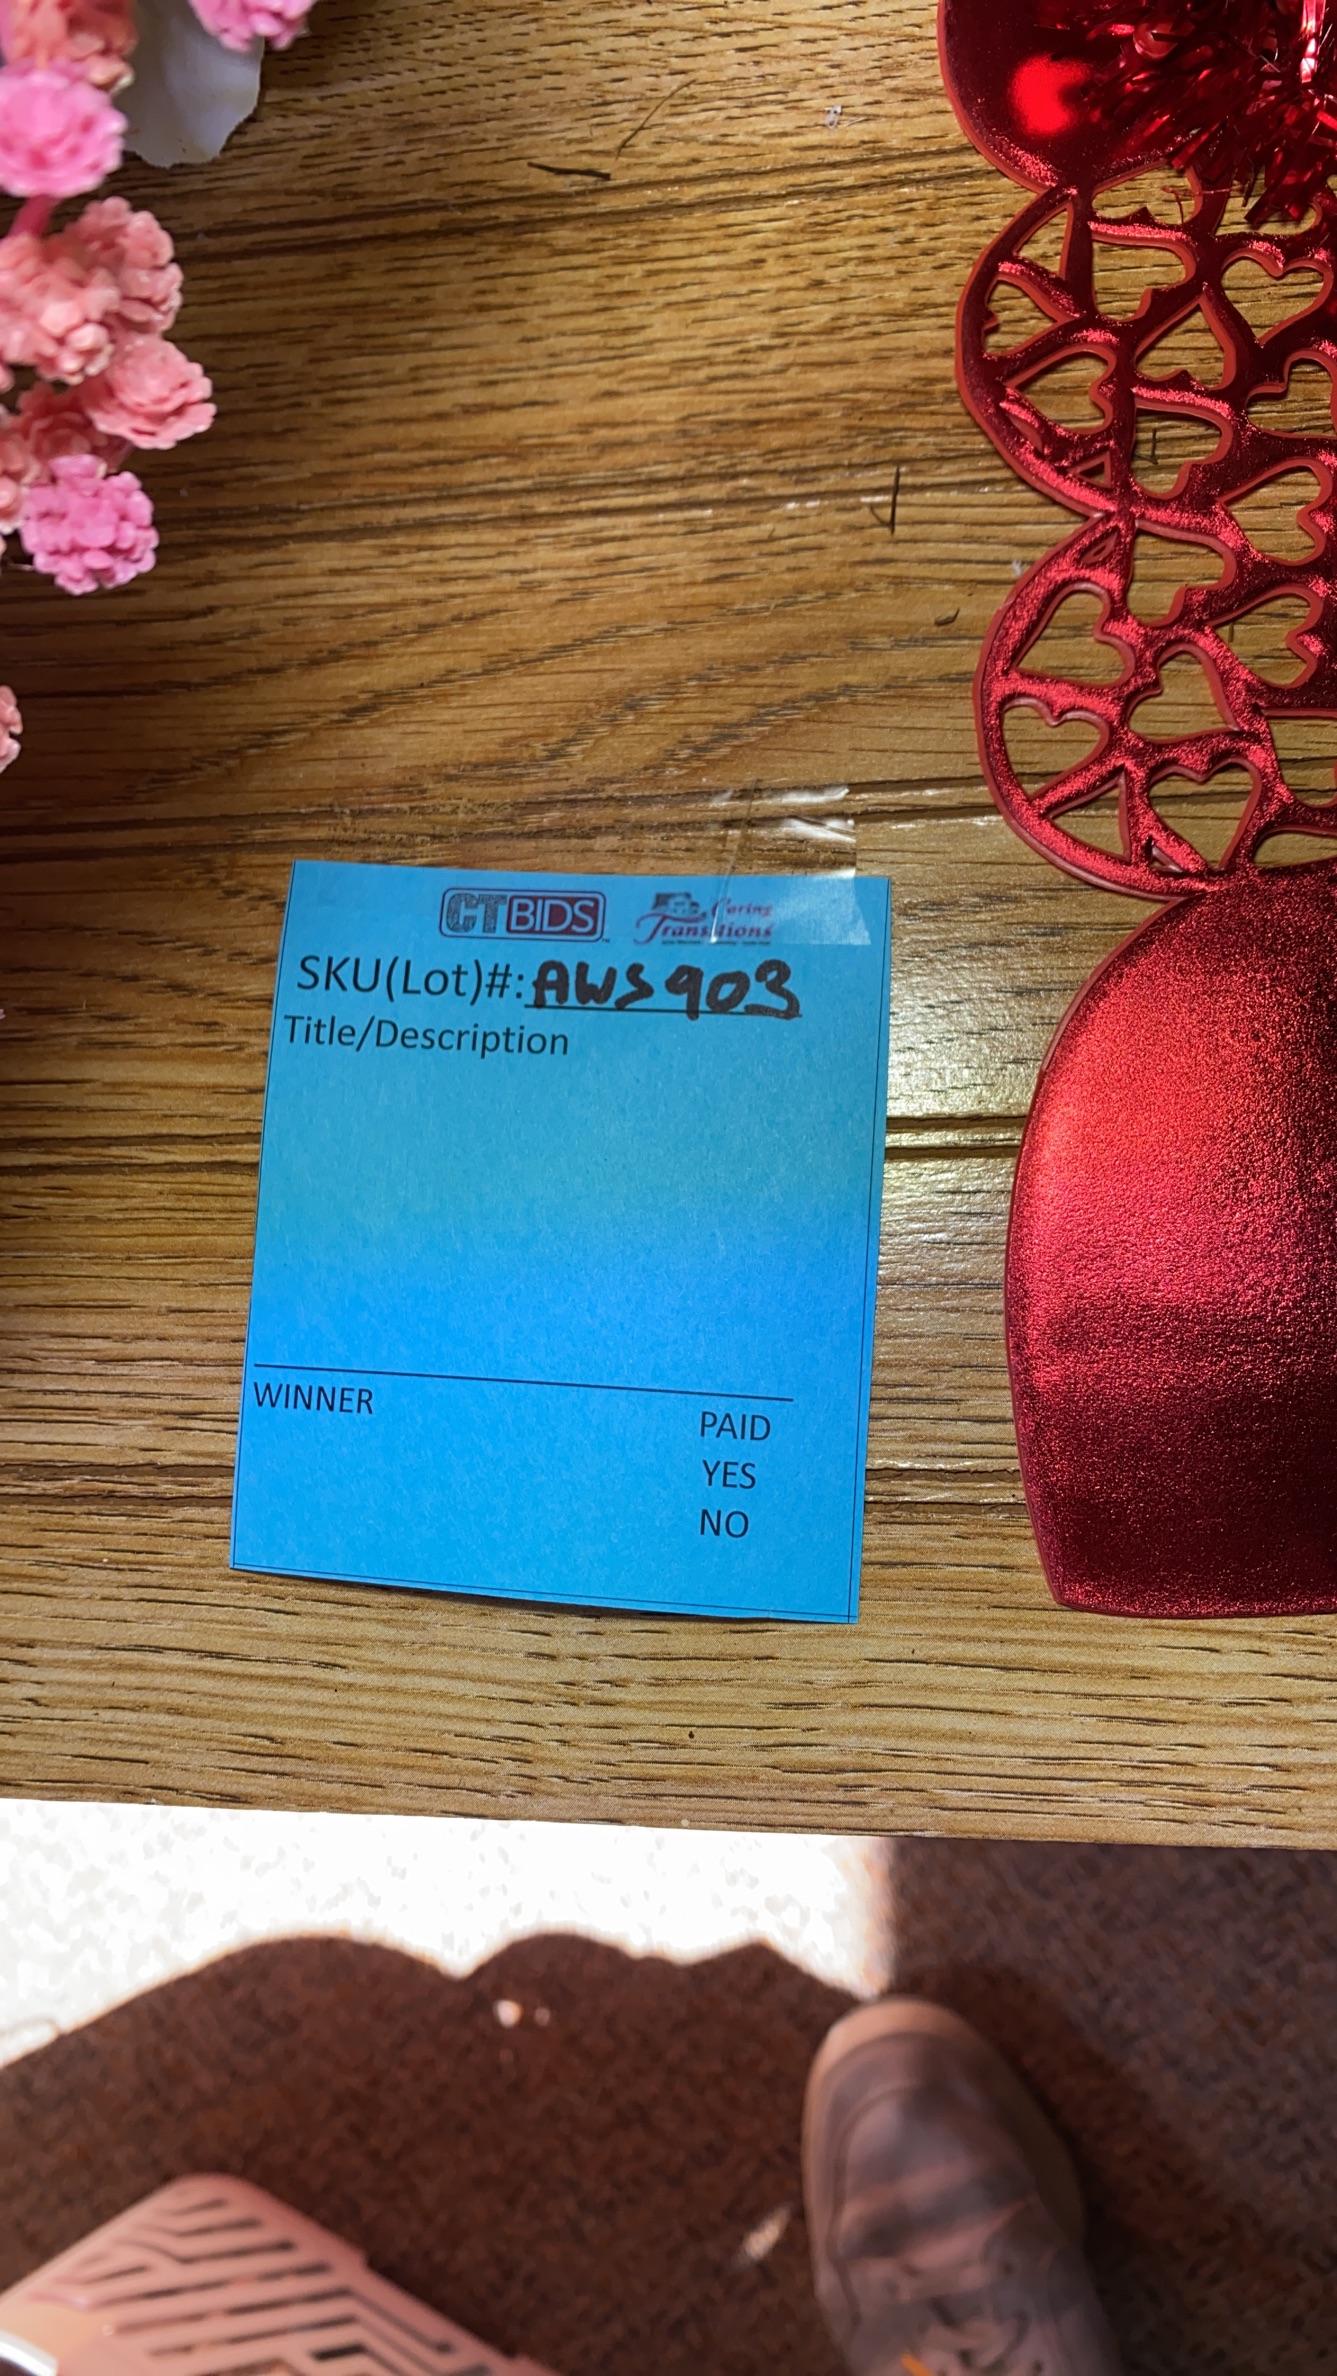 CTBIDS Caring
Transitions
SKU(Lot)#: AWS903
Title/Description
WINNER
PAID
YES
NO